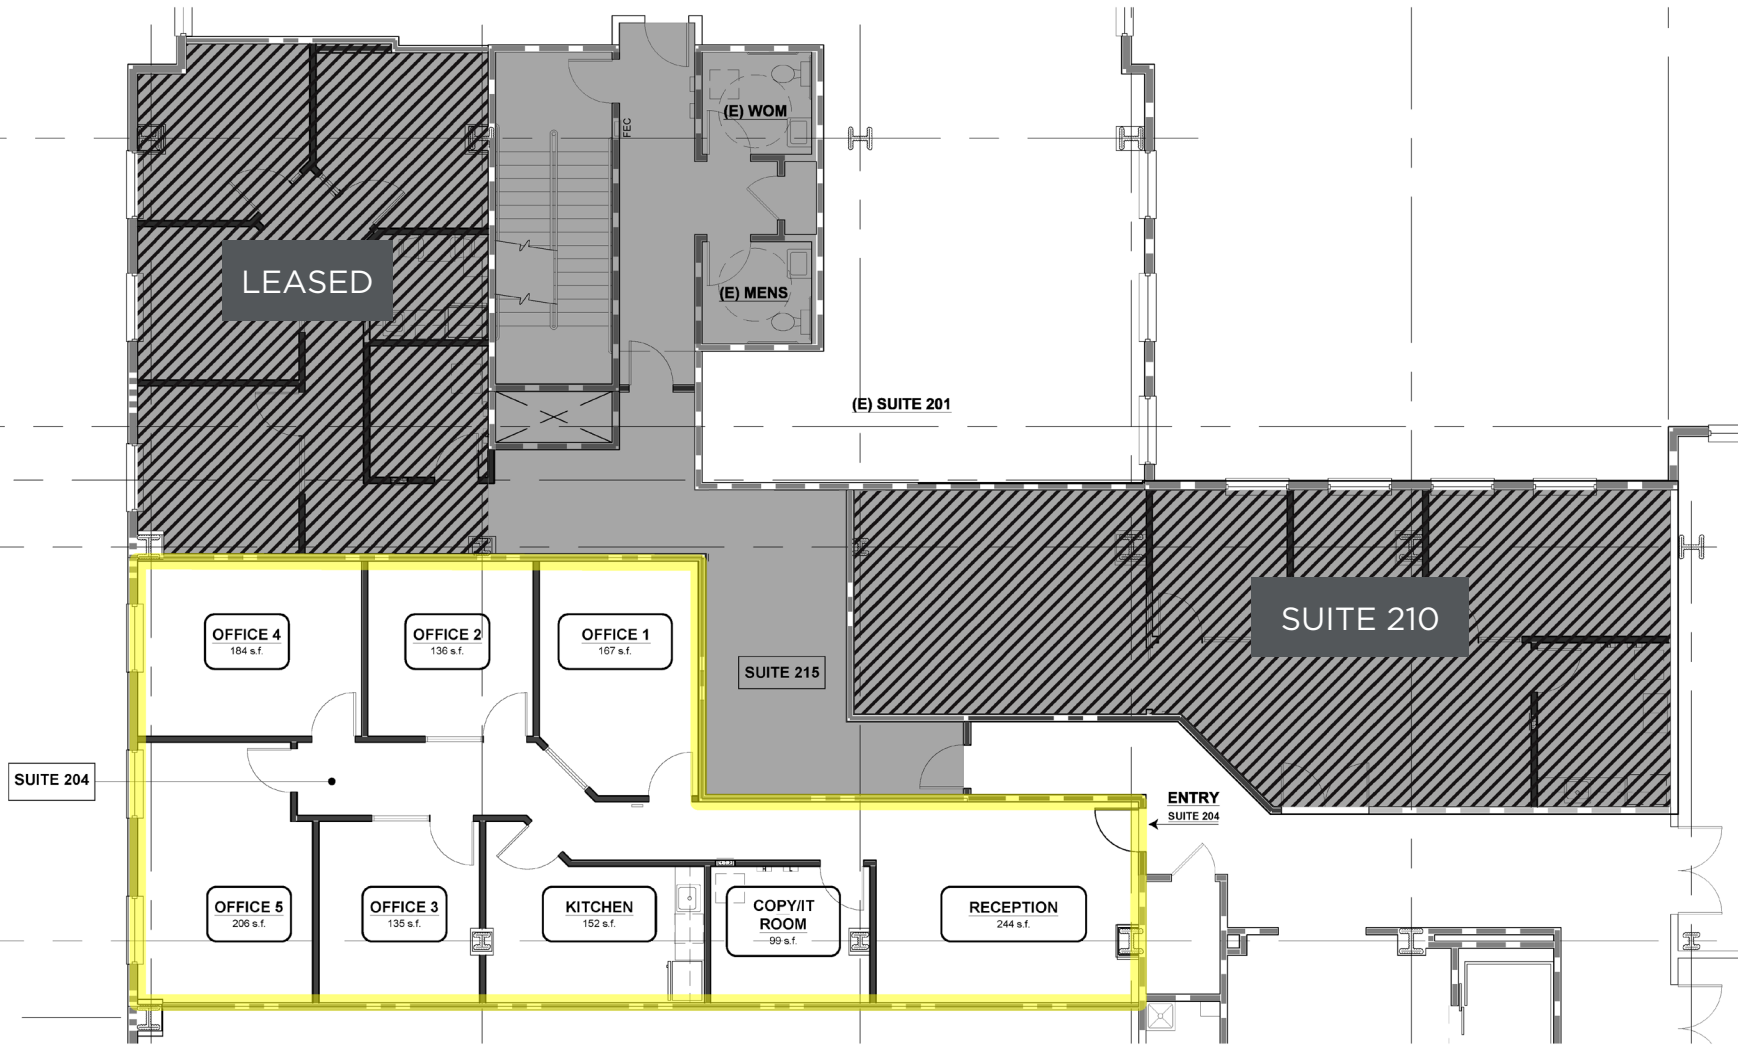 (E) WOM
FEC
LEASED
(E) MENS
(E) SUITE 201
SUITE 210
OFFICE 4
184 s.f.
OFFICE 2
136 s.f.
OFFICE 1
167 s.f.
SUITE 215
SUITE 204
ENTRY
SUITE 204
OFFICE 5
206 s.f.
OFFICE 3
135 s.f.
KITCHEN
152 s.f.
COPY/IT
ROOM
99 s.f.
RECEPTION
244 s.f.